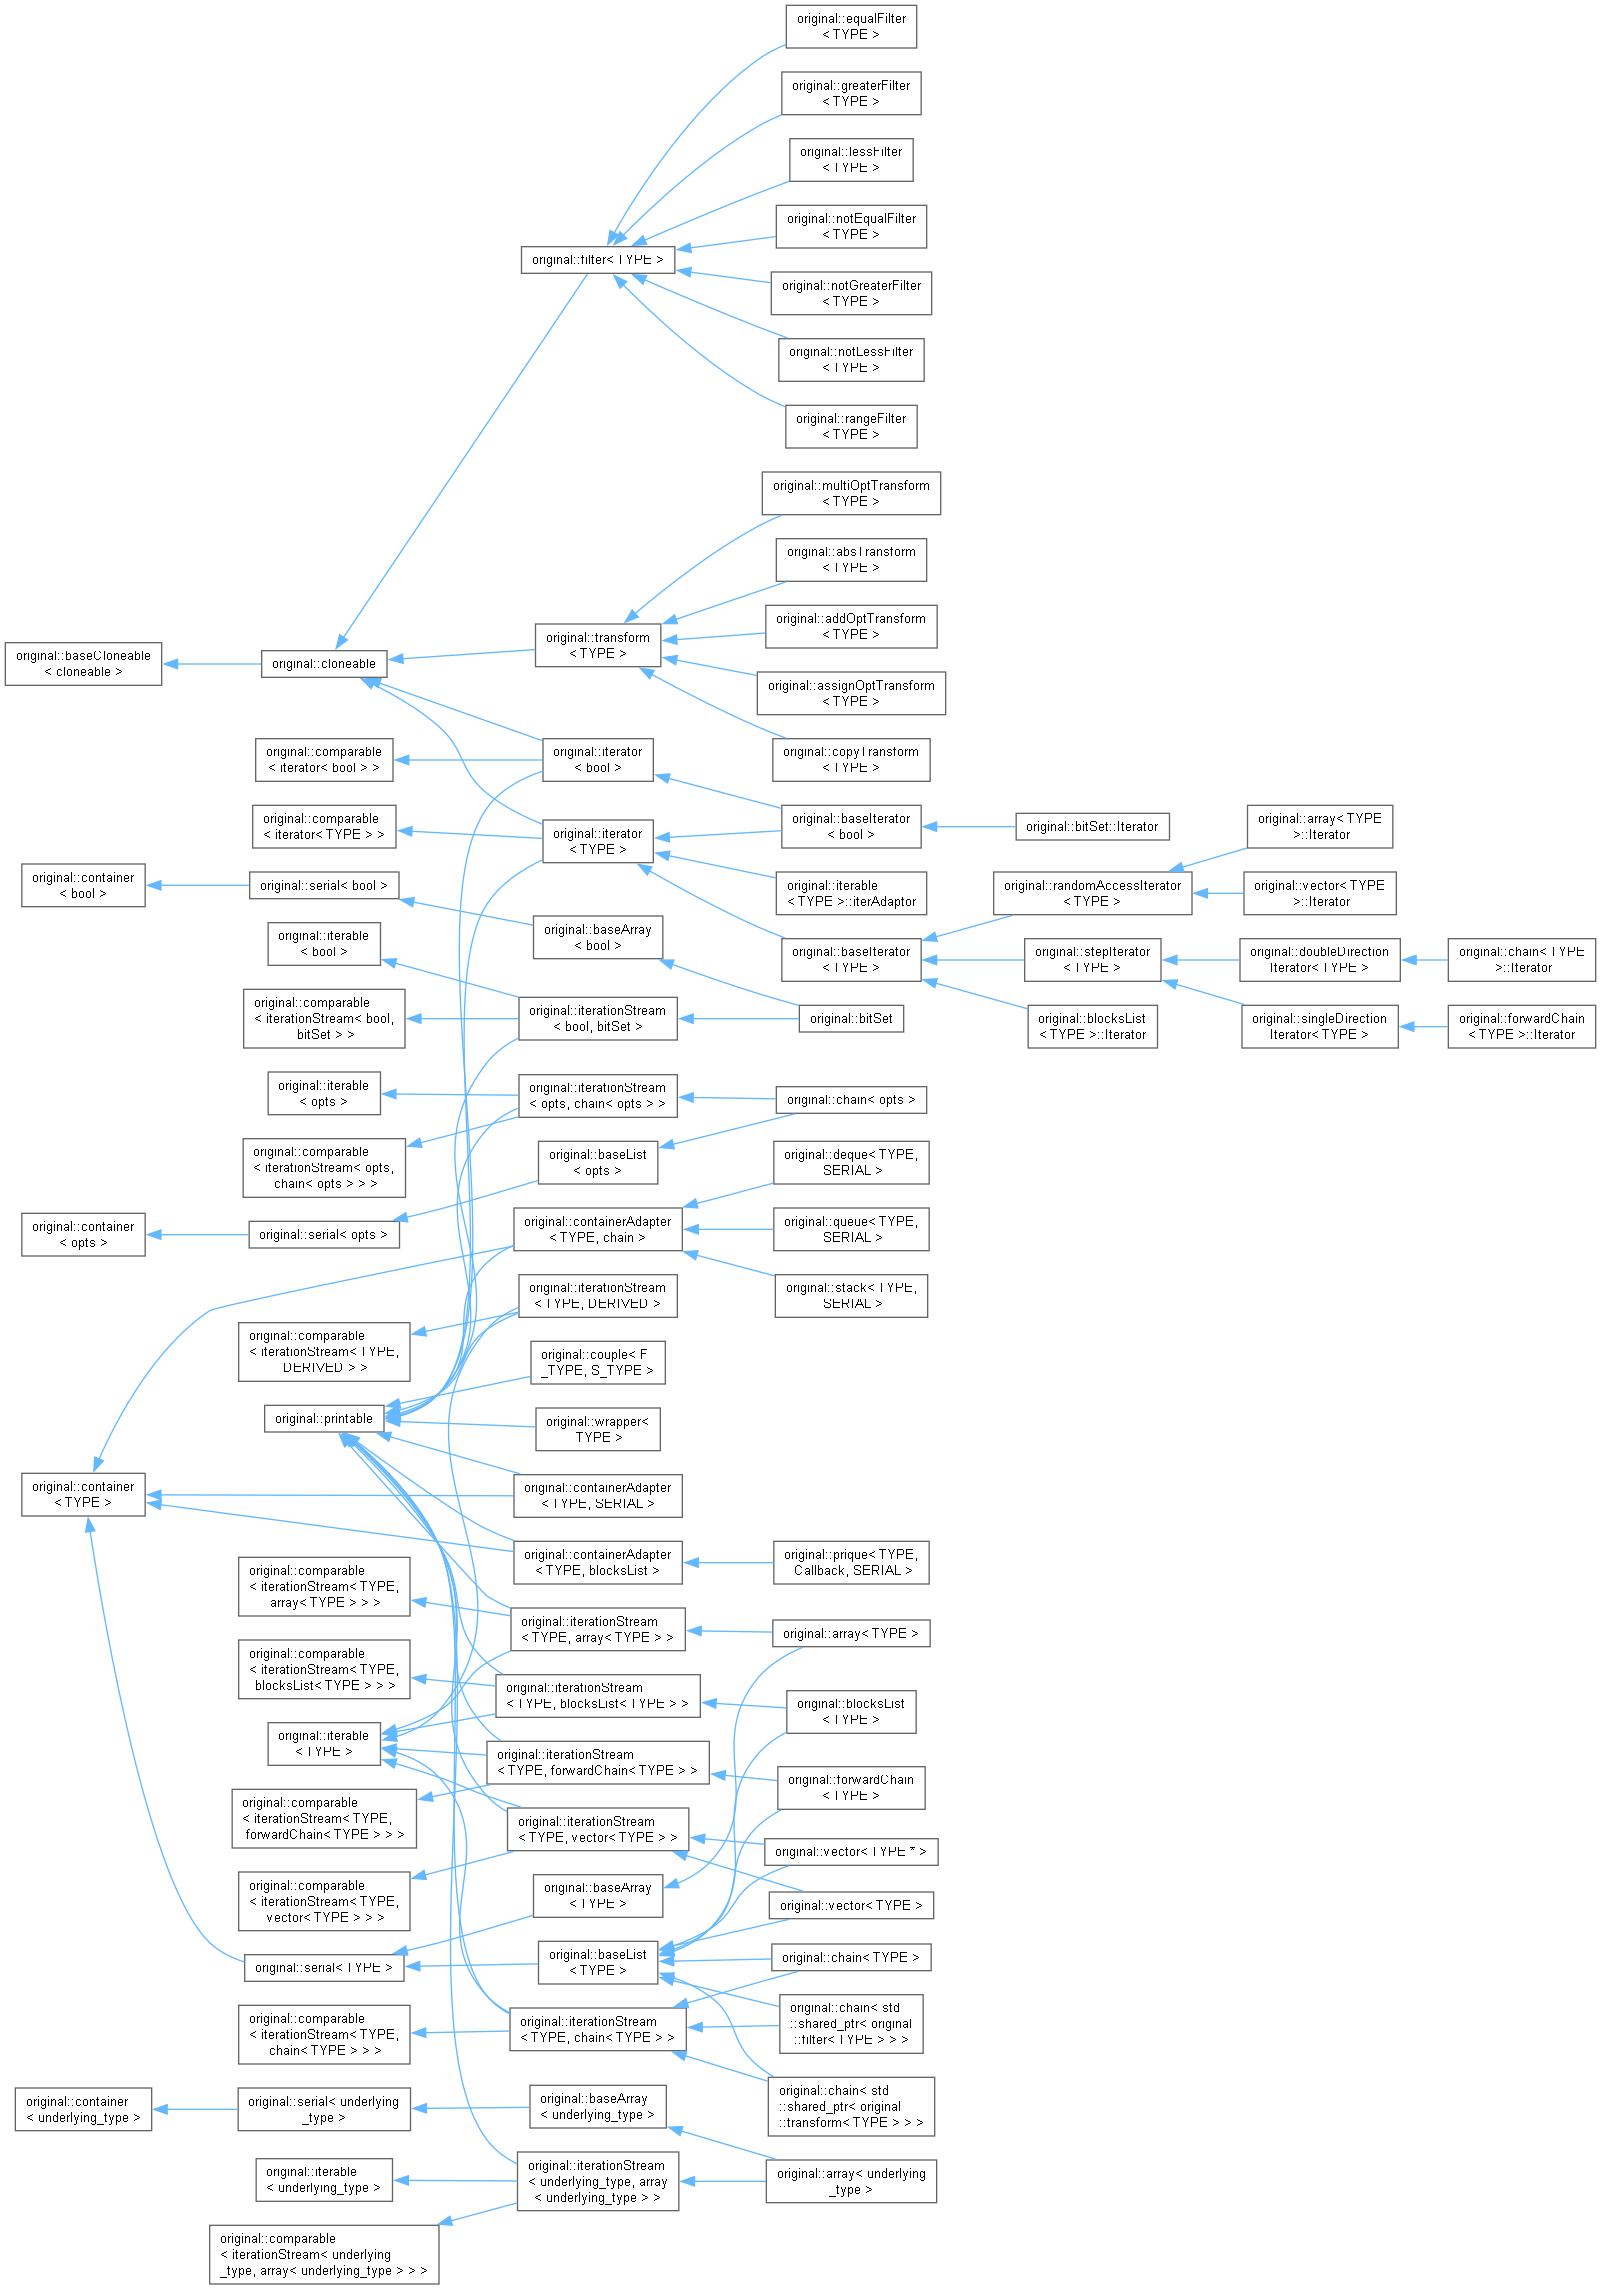 original::equalFilter
< TYPE >
original::greaterFilter
< TYPE >
original::lessFilter
< TYPE >
original::notEqualFilter
< TYPE >
original::filter< TYPE >
original::notGreaterFilter
< TYPE >
original::notLessFilter
< TYPE >
original::rangeFilter
< TYPE >
original::multiOptTransform
< TYPE >
original::absTransform
< TYPE >
original::addOptTransform
< TYPE >
original::transform
< TYPE >
original::baseCloneable
< cloneable >
original::cloneable
original::assignOptTransform
< TYPE >
original::copyTransform
< TYPE >
original::comparable
< iterator< bool > >
original::iterator
< bool >
original::comparable
< iterator< TYPE > >
original::iterator
< TYPE >
original::baseIterator
< bool >
original::bitSet::Iterator
original::array< TYPE
>::Iterator
original::container
< bool >
original::serial< bool >
original::iterable
< TYPE >::iterAdaptor
original::randomAccessIterator
< TYPE >
original::vector< TYPE
>::Iterator
original::iterable
< bool >
original::baseArray
< bool >
original::baseIterator
< TYPE >
original::stepIterator
< TYPE >
original::doubleDirection
Iterator< TYPE >
original::chain< TYPE
>::Iterator
original::comparable
< iterationStream< bool,
bitSet > >
original::iterationStream
< bool, bitSet >
original::bitSet
original::blocksList
< TYPE >::Iterator
original::singleDirection
Iterator< TYPE >
original::forwardChain
< TYPE >::Iterator
original::iterable
< opts >
original::iterationStream
< opts, chain< opts > >
original::chain< opts >
original::comparable
< iterationStream< opts,
chain< opts > > >
original::baseList
< opts >
original::deque< TYPE,
SERIAL >
original::container
< opts >
original::serial< opts >
original::containerAdapter
< TYPE, chain >
original::queue< TYPE,
SERIAL >
original::iterationStream
< TYPE, DERIVED >
original::stack< TYPE,
SERIAL >
original::comparable
< iterationStream< TYPE,
DERIVED > >
original::couple< F
_TYPE, S_TYPE >
original::printable
original::wrapper<
TYPE >
original::container
< TYPE >
original::containerAdapter
< TYPE, SERIAL >
original::containerAdapter
< TYPE, blocksList >
original::prique< TYPE,
Callback, SERIAL >
original::comparable
< iterationStream< TYPE,
array< TYPE > > >
original::iterationStream
< TYPE, array< TYPE > >
original::array< TYPE >
original::comparable
< iterationStream< TYPE,
blocksList< TYPE > > >
original::iterationStream
< TYPE, blocksList< TYPE > >
original::blocksList
< TYPE >
original::iterable
< TYPE >
original::iterationStream
< TYPE, forwardChain< TYPE > >
original::forwardChain
< TYPE >
original::comparable
< iterationStream< TYPE,
forwardChain< TYPE > > >
original::iterationStream
< TYPE, vector< TYPE > >
original::vector< TYPE * >
original::comparable
< iterationStream< TYPE,
vector< TYPE > > >
original::baseArray
< TYPE >
original::vector< TYPE >
original::serial< TYPE >
original::baseList
< TYPE >
original::chain< TYPE >
original::comparable
< iterationStream< TYPE,
chain< TYPE > > >
original::iterationStream
< TYPE, chain< TYPE > >
original::chain< std
::shared_ptr< original
::filter< TYPE > > >
original::container
< underlying_type >
original::serial< underlying
_type >
original::baseArray
< underlying_type >
original::chain< std
::shared_ptr< original
::transform< TYPE > > >
original::iterable
< underlying_type >
original::iterationStream
< underlying_type, array
< underlying_type > >
original::array< underlying
_type >
original::comparable
< iterationStream< underlying
_type, array< underlying_type > > >